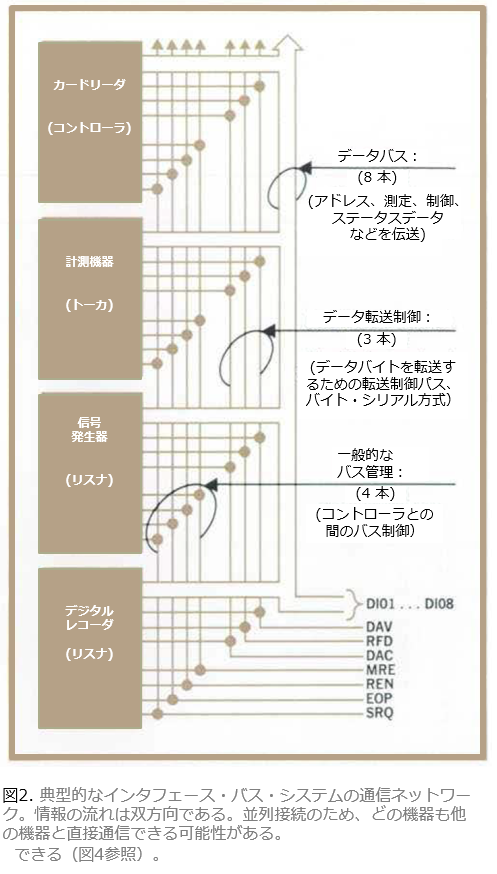 カードリーダ
(コントローラ)
データバス：
(8 本)
(アドレス、測定、制御、
ステータスデータ
などを伝送)
計測機器
(トーカ)
データ転送制御：
(3 本)
(データバイトを転送す
るための転送制御パス、
バイト・シリアル方式)
信号
発生器
(リスナ)
一般的な
バス管理：
(4 本)
(コントローラとの
間のバス制御)
デジタル
レコーダ
(リスナ)
DI01 . . . DI08
DAV
RFD
DAC
MRE
REN
EOP
SRQ
図2. 典型的なインタフェース・バス・システムの通信ネットワー
ク。情報の流れは双方向である。並列接続のため、どの機器も他
の機器と直接通信できる可能性がある。
できる（図4参照）。